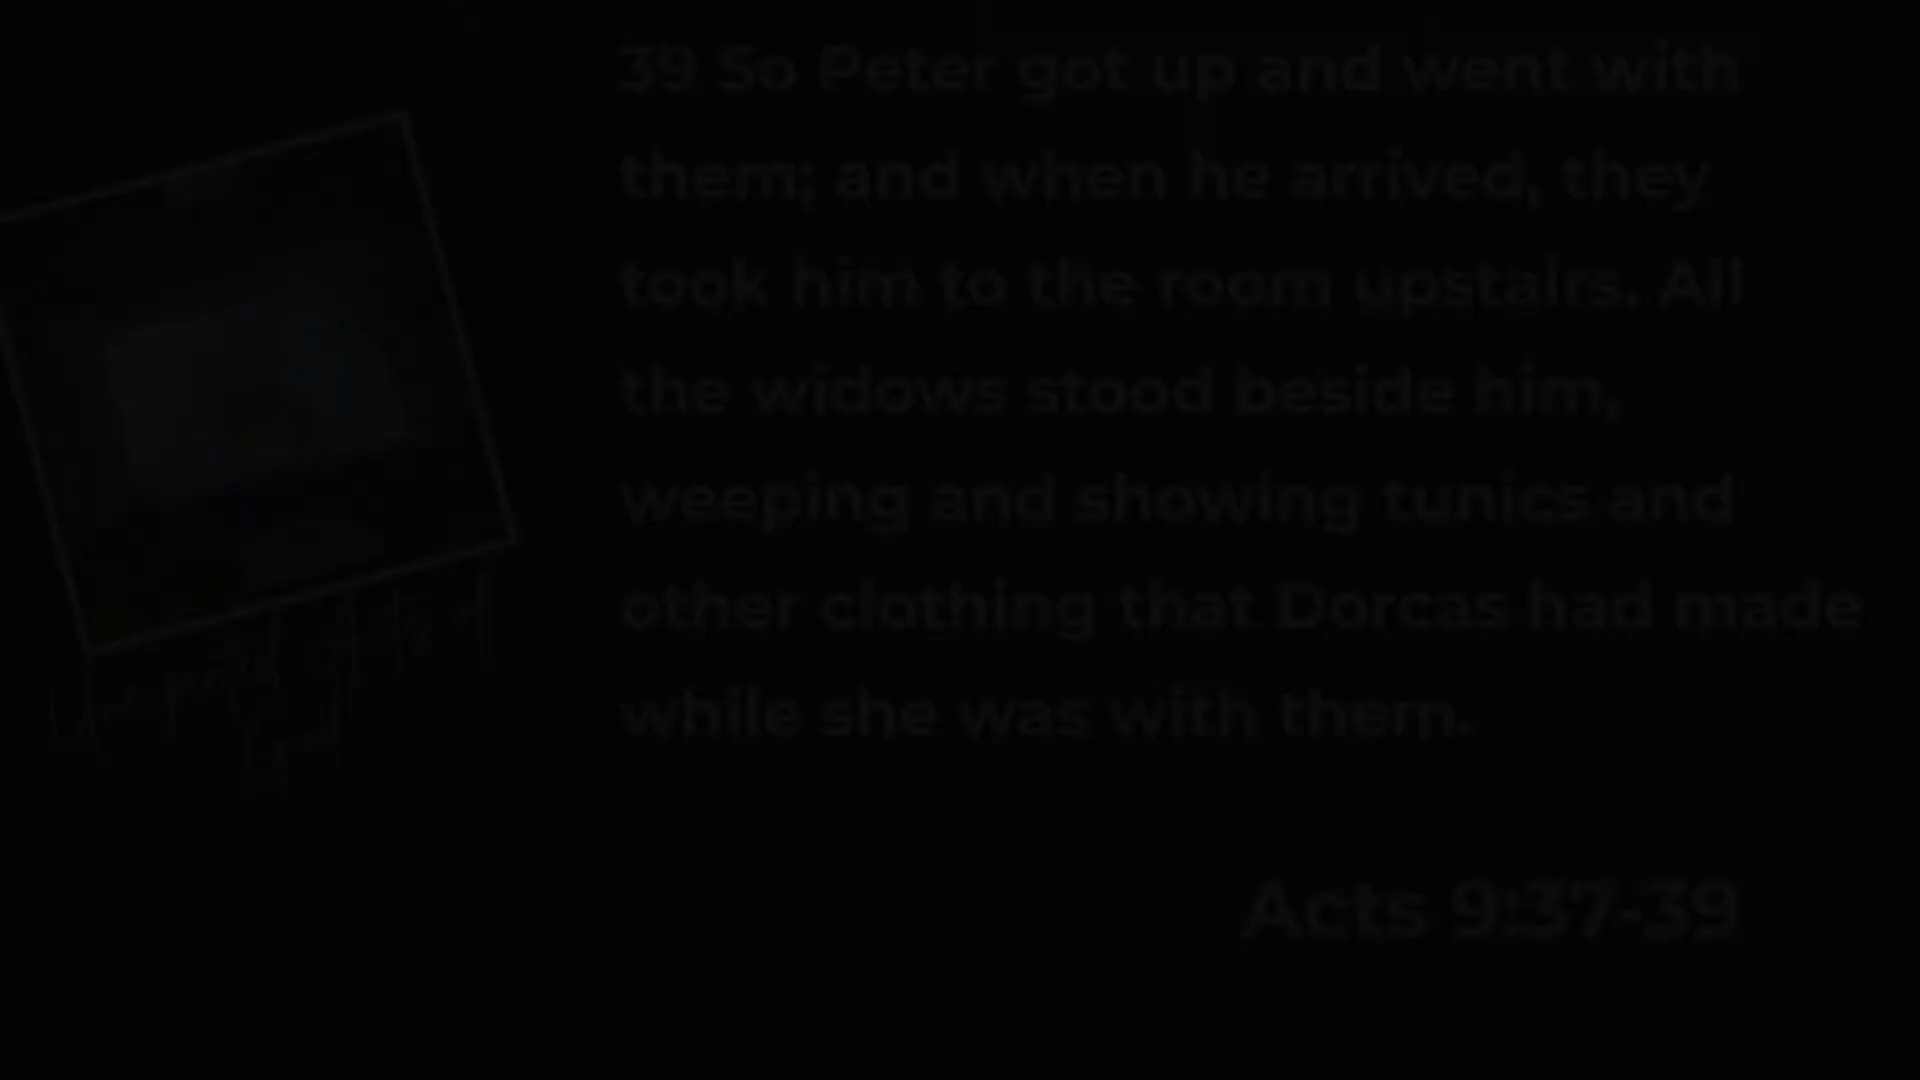 39 So Peter got up and went with
them; and when he arrived, they
took him to the room upstairs. All
the widows stood beside him,
weeping and showing tunics and
other clothing that Dorcas had made
while she was with them.
Acts 9:37-39